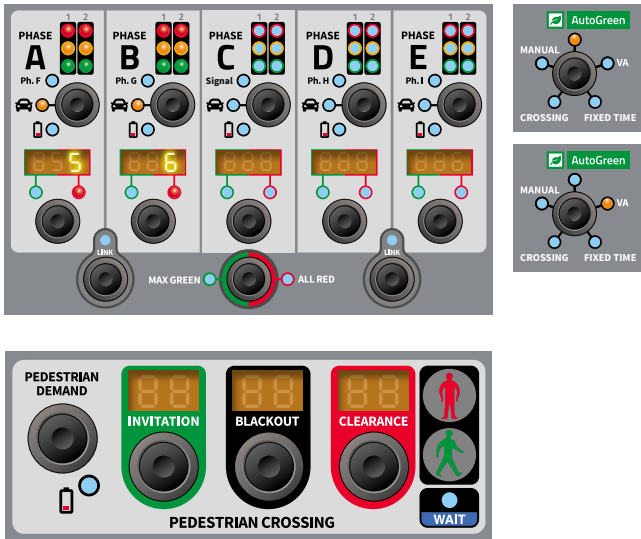 1 2 1 2 1 2 1 2 1 2
PHASE PHASE PHASE PHASE PHASE
A B C D E
Ph. F Ph. G Signal Ph. H Ph. I
5 6
LINK LINK
MAX GREEN ALL RED
AutoGreen
MANUAL VA
CROSSING FIXED TIME
AutoGreen
MANUAL VA
CROSSING FIXED TIME
PEDESTRIAN
DEMAND
INVITATION BLACKOUT CLEARANCE
WAIT
PEDESTRIAN CROSSING